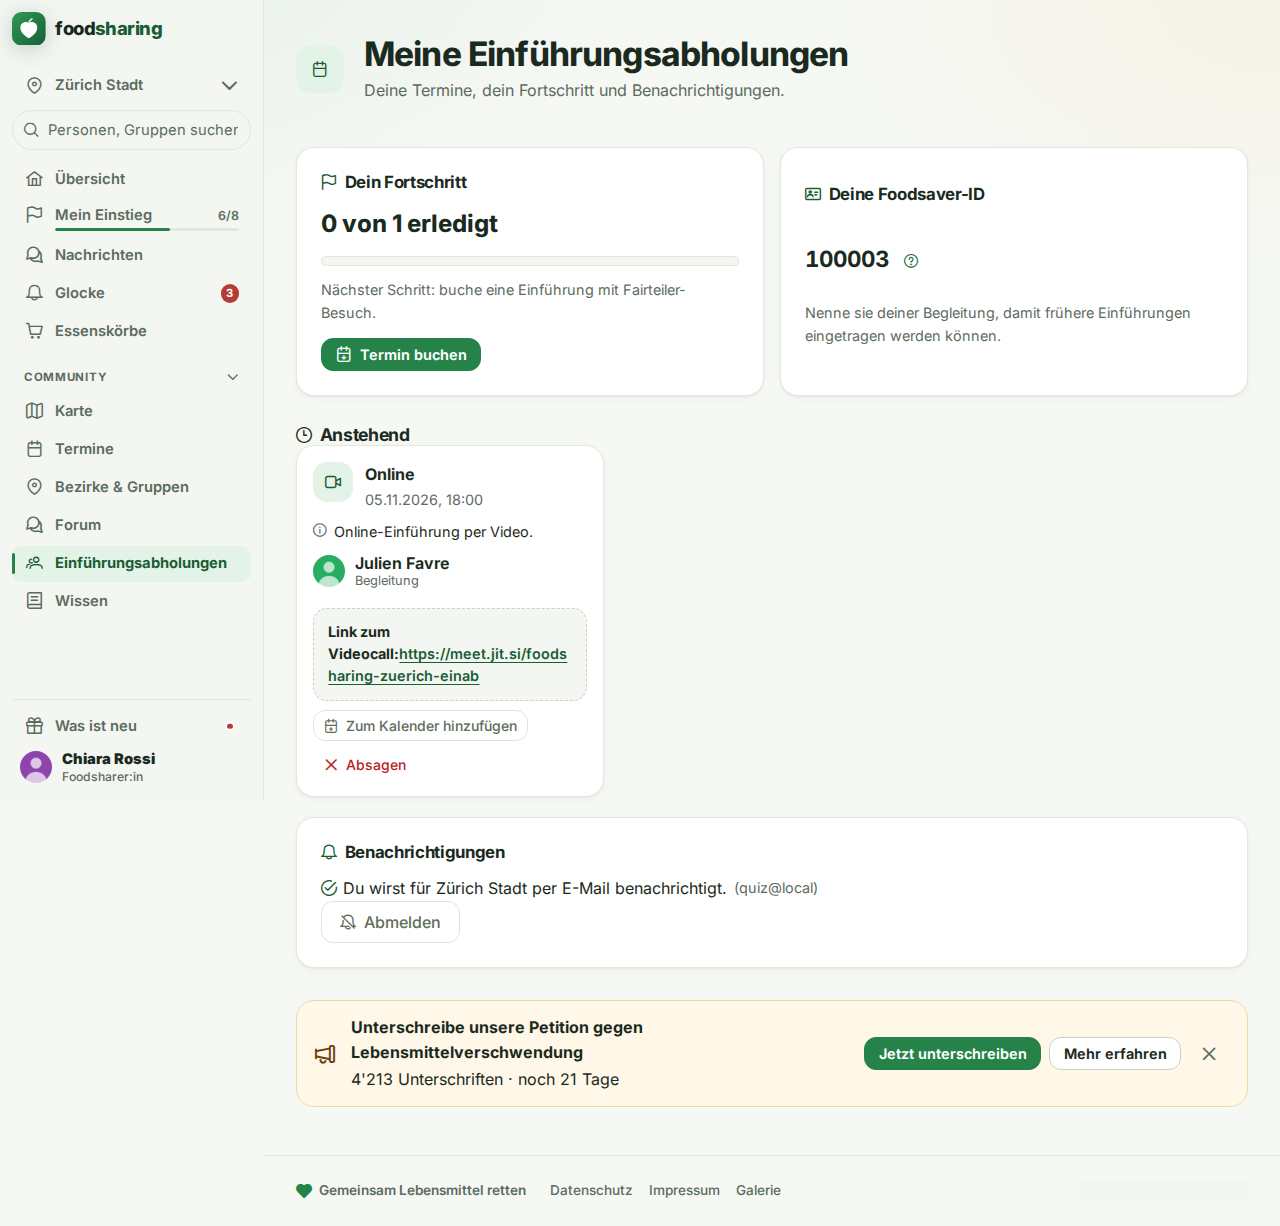 foodsharing
Zürich Stadt
Personen, Gruppen sucher
Übersicht
Mein Einstieg 6/8
Nachrichten
Glocke 3
Essenskörbe
COMMUNITY
Karte
Termine
Bezirke & Gruppen
Forum
Einführungsabholungen
Wissen
Was ist neu
Chiara Rossi
Foodsharer:in
Meine Einführungsabholungen
Deine Termine, dein Fortschritt und Benachrichtigungen.
Dein Fortschritt
0 von 1 erledigt
Nächster Schritt: buche eine Einführung mit Fairteiler-
Besuch.
Termin buchen
Deine Foodsaver-ID
100003
Nenne sie deiner Begleitung, damit frühere Einführungen
eingetragen werden können.
Anstehend
Online
05.11.2026, 18:00
Online-Einführung per Video.
Julien Favre
Begleitung
Link zum
Videocall:https://meet.jit.si/foods
haring-zuerich-einab
Zum Kalender hinzufügen
Absagen
Benachrichtigungen
Du wirst für Zürich Stadt per E-Mail benachrichtigt. (quiz@local)
Abmelden
Unterschreibe unsere Petition gegen
Lebensmittelverschwendung
4'213 Unterschriften · noch 21 Tage
Jetzt unterschreiben
Mehr erfahren
Gemeinsam Lebensmittel retten
Datenschutz
Impressum
Galerie